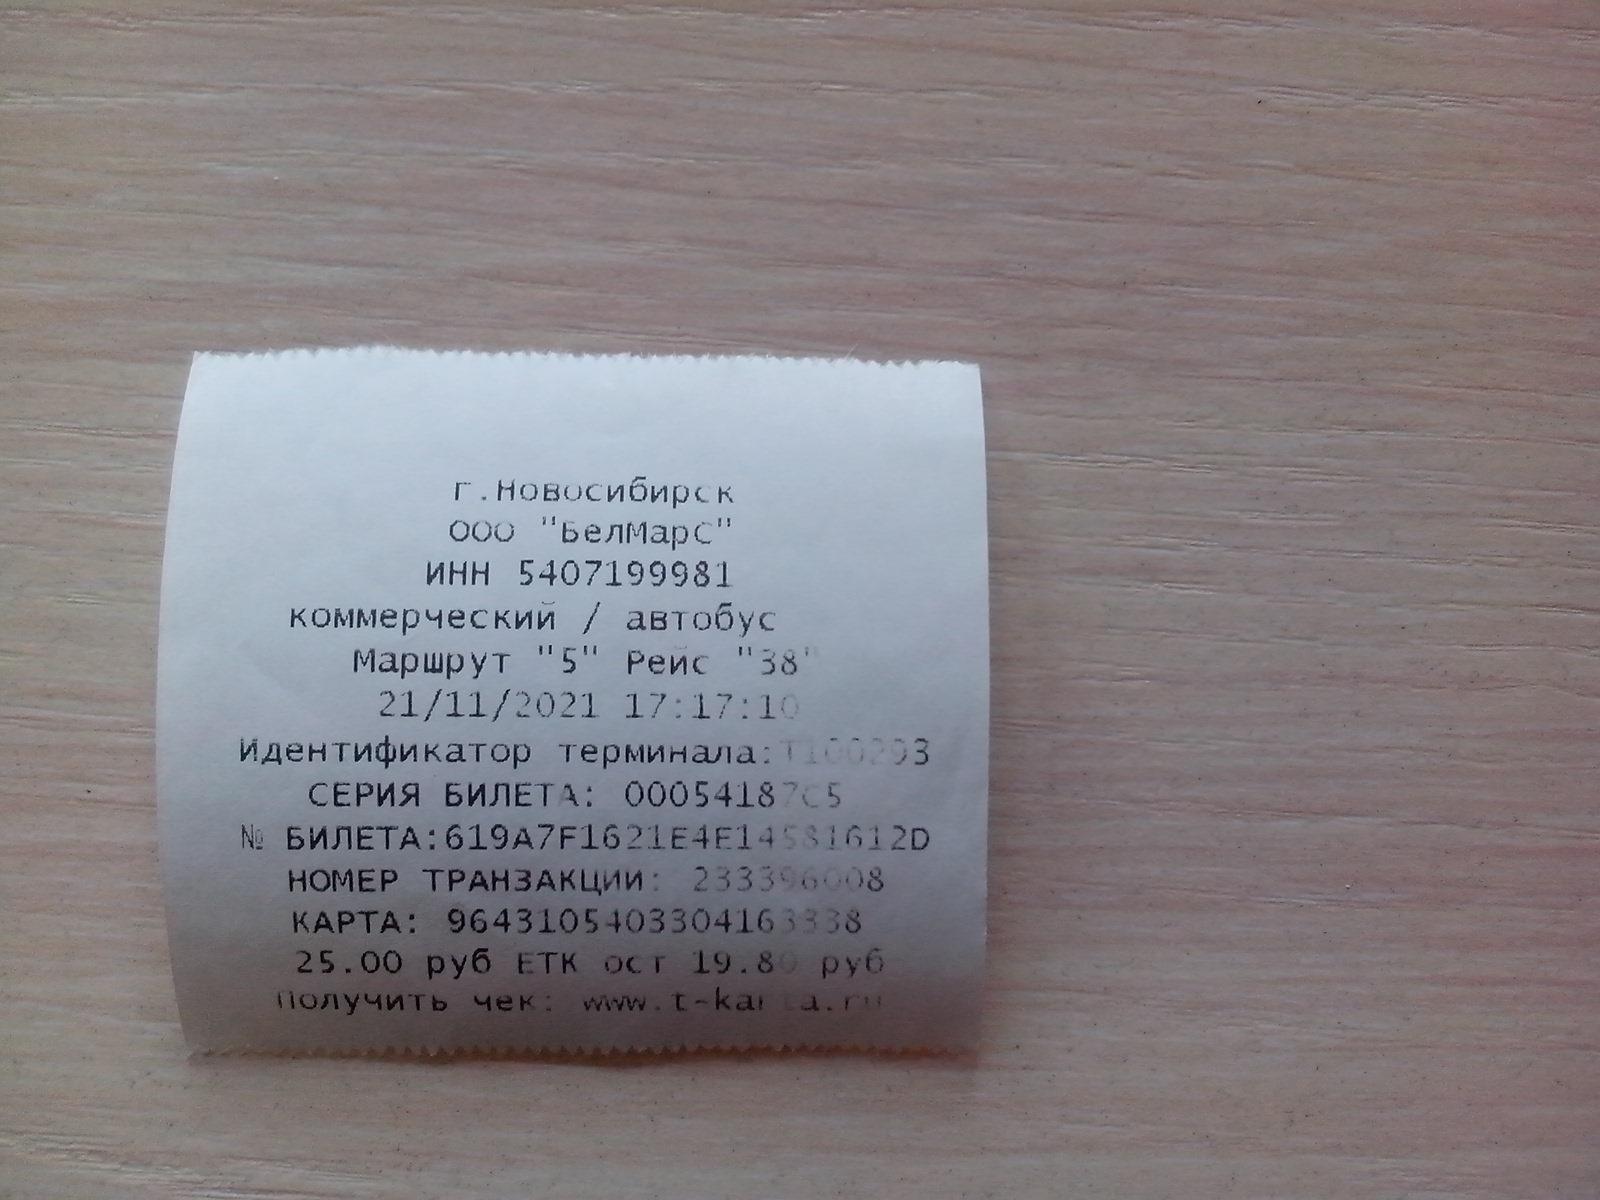 г.Новосибирск
ООО "БелМарС"
ИНН 5407199981
коммерческий / автобус
Маршрут "5" Рейс "38"
21/11/2021 17:17:10
Идентификатор терминала:T100293
СЕРИЯ БИЛЕТА: 00054187C5
№ БИЛЕТА:619A7F1621E4E14581612D
НОМЕР ТРАНЗАКЦИИ: 233396008
КАРТА: 9643105403304163338
25.00 руб ЕТК ост 19.80 руб
Получить чек: www.t-karta.ru